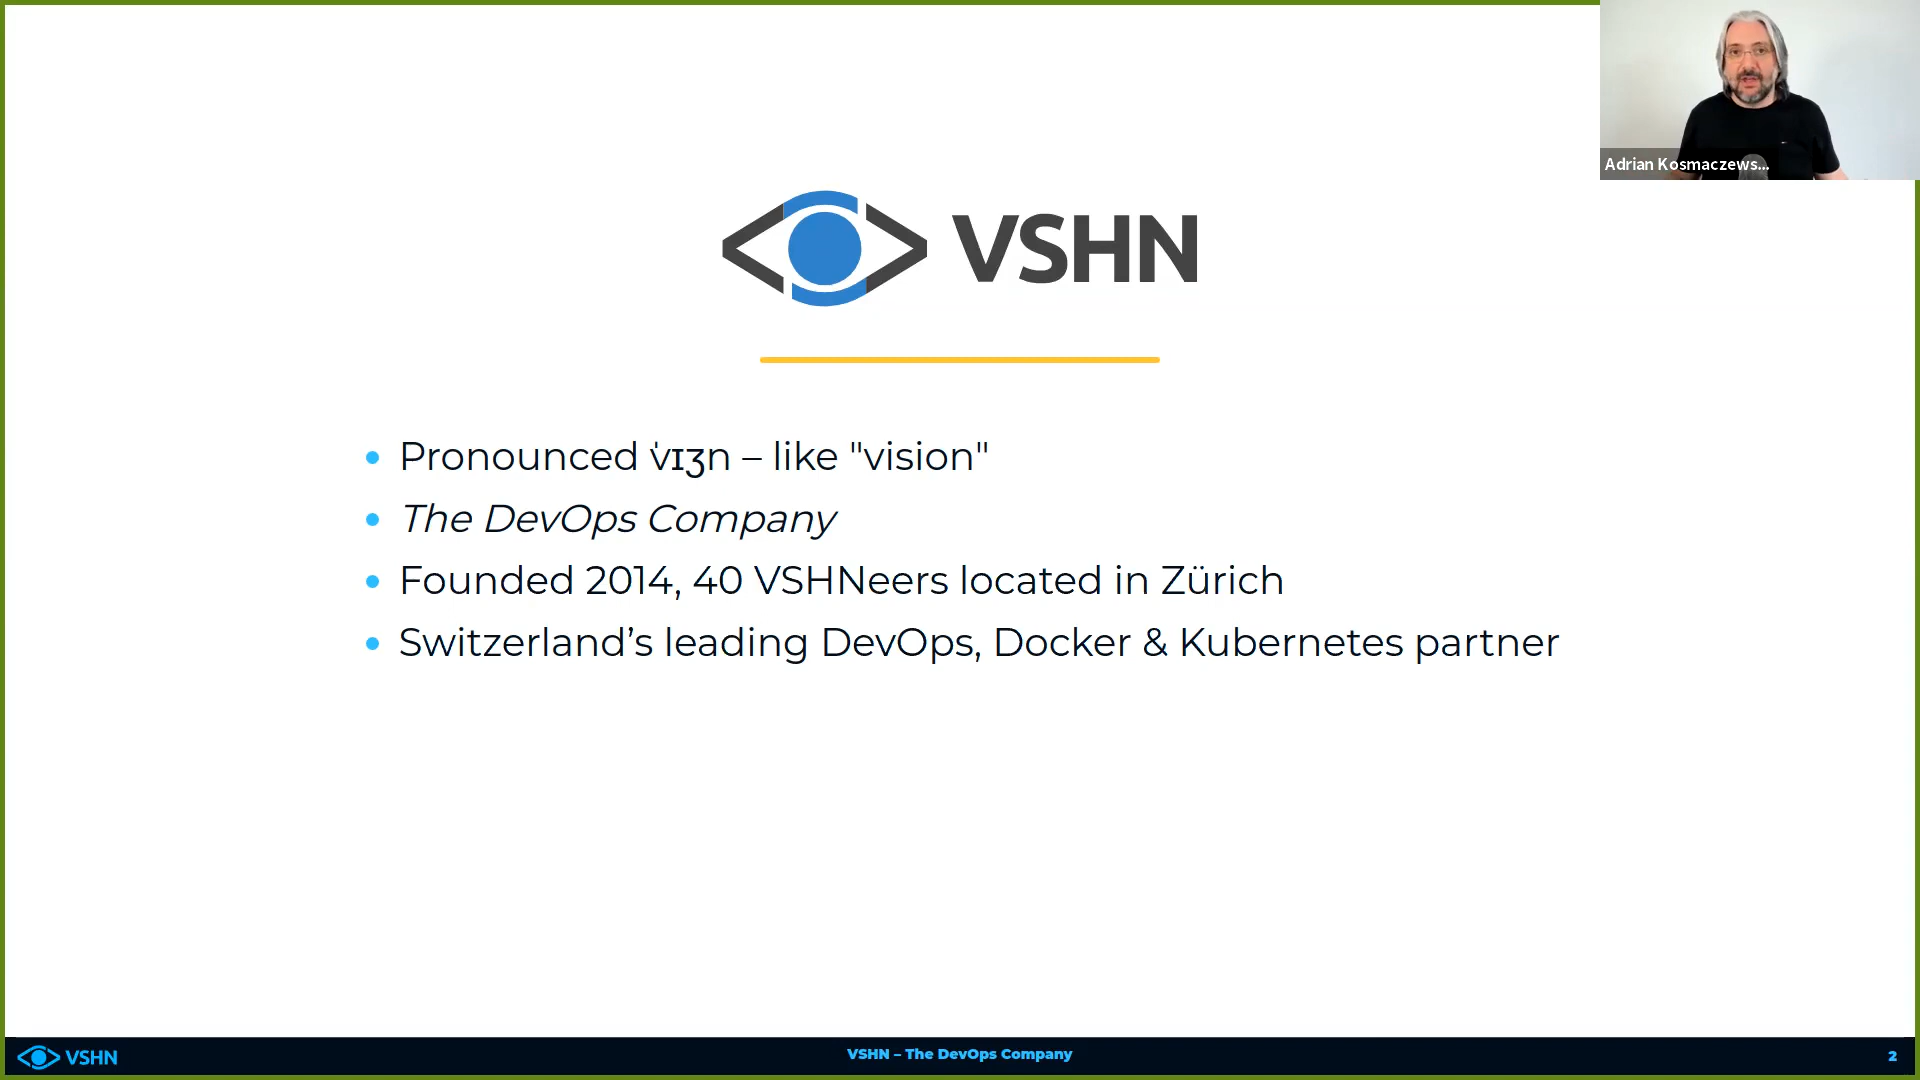 Adrian Kosmaczews...
VSHN
Pronounced 'vɪʒn – like "vision"
The DevOps Company
Founded 2014, 40 VSHNeers located in Zürich
Switzerland’s leading DevOps, Docker & Kubernetes partner
VSHN
VSHN – The DevOps Company
2